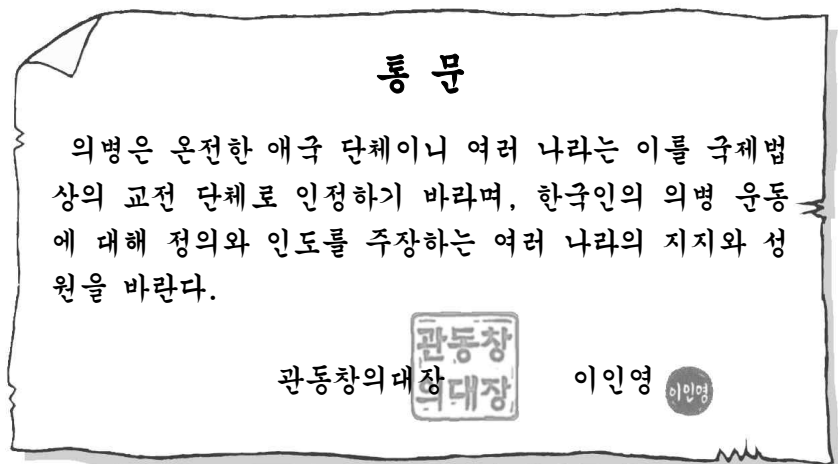 통 문
의병은 온전한 애국 단체이니 여러 나라는 이를 국제법
상의 교전 단체로 인정하기 바라며, 한국인의 의병 운동
에 대해 정의와 인도를 주장하는 여러 나라의 지지와 성
원을 바란다.
관동창
관동창의대장 이인영 이인영
의대장